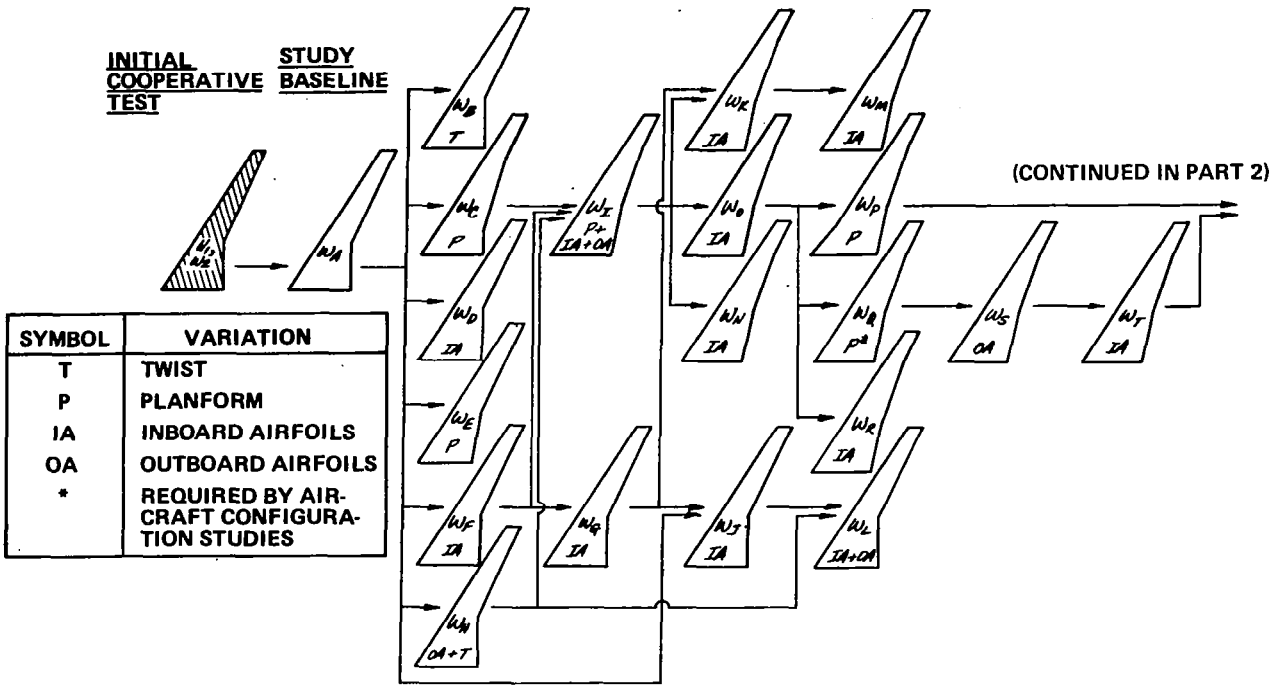 INITIAL
COOPERATIVE
TEST
STUDY
BASELINE
(CONTINUED IN PART 2)
W1,
W2
WA
WB
T
WC
P
WD
IA
WE
P
WF
IA
WH
OA+T
WI
P+
IA+OA
WG
IA
WK
IA
WO
IA
WN
IA
WJ
IA
WM
IA
WP
P
WQ
P*
WR
IA
WL
IA+OA
WS
OA
WT
IA
SYMBOL VARIATION
T TWIST
P PLANFORM
IA INBOARD AIRFOILS
OA OUTBOARD AIRFOILS
* REQUIRED BY AIR-
CRAFT CONFIGURA-
TION STUDIES